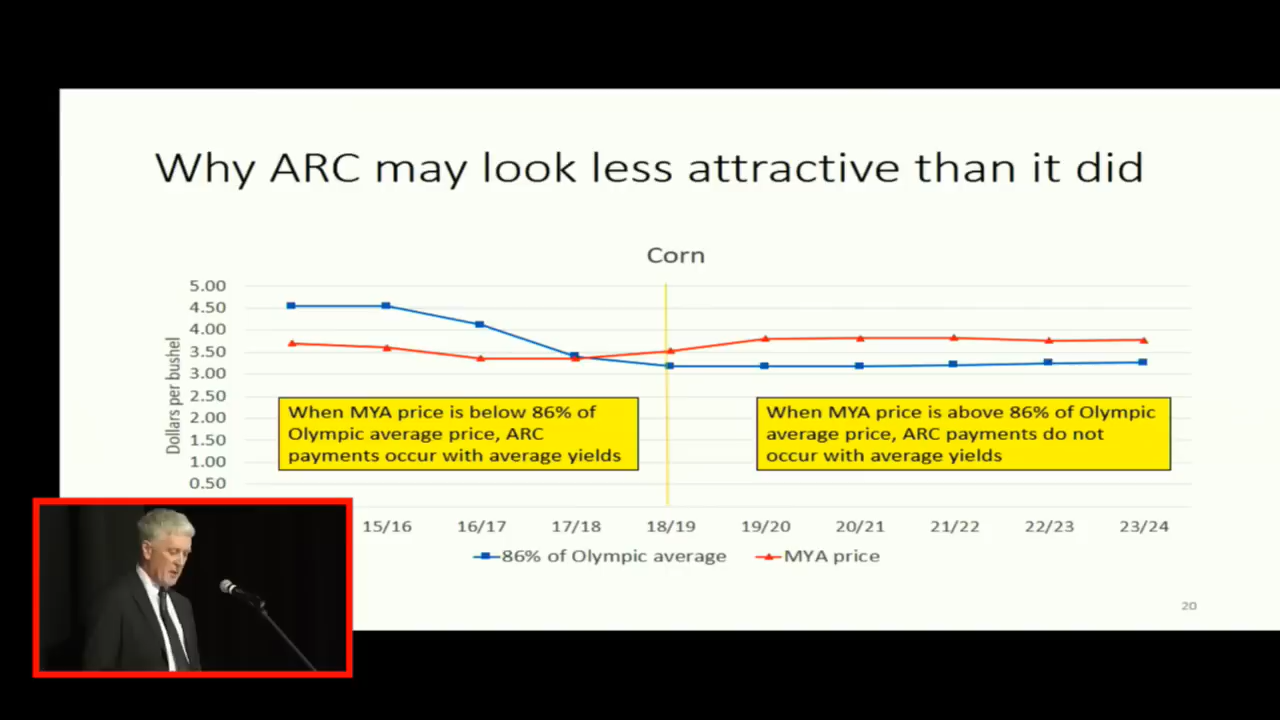 Why ARC may look less attractive than it did
Corn
Dollars per bushel
5.00
4.50
4.00
3.50
3.00
2.50
2.00
1.50
1.00
0.50
When MYA price is below 86% of
Olympic average price, ARC
payments occur with average yields
When MYA price is above 86% of Olympic
average price, ARC payments do not
occur with average yields
15/16 16/17 17/18 18/19 19/20 20/21 21/22 22/23 23/24
86% of Olympic average MYA price
20